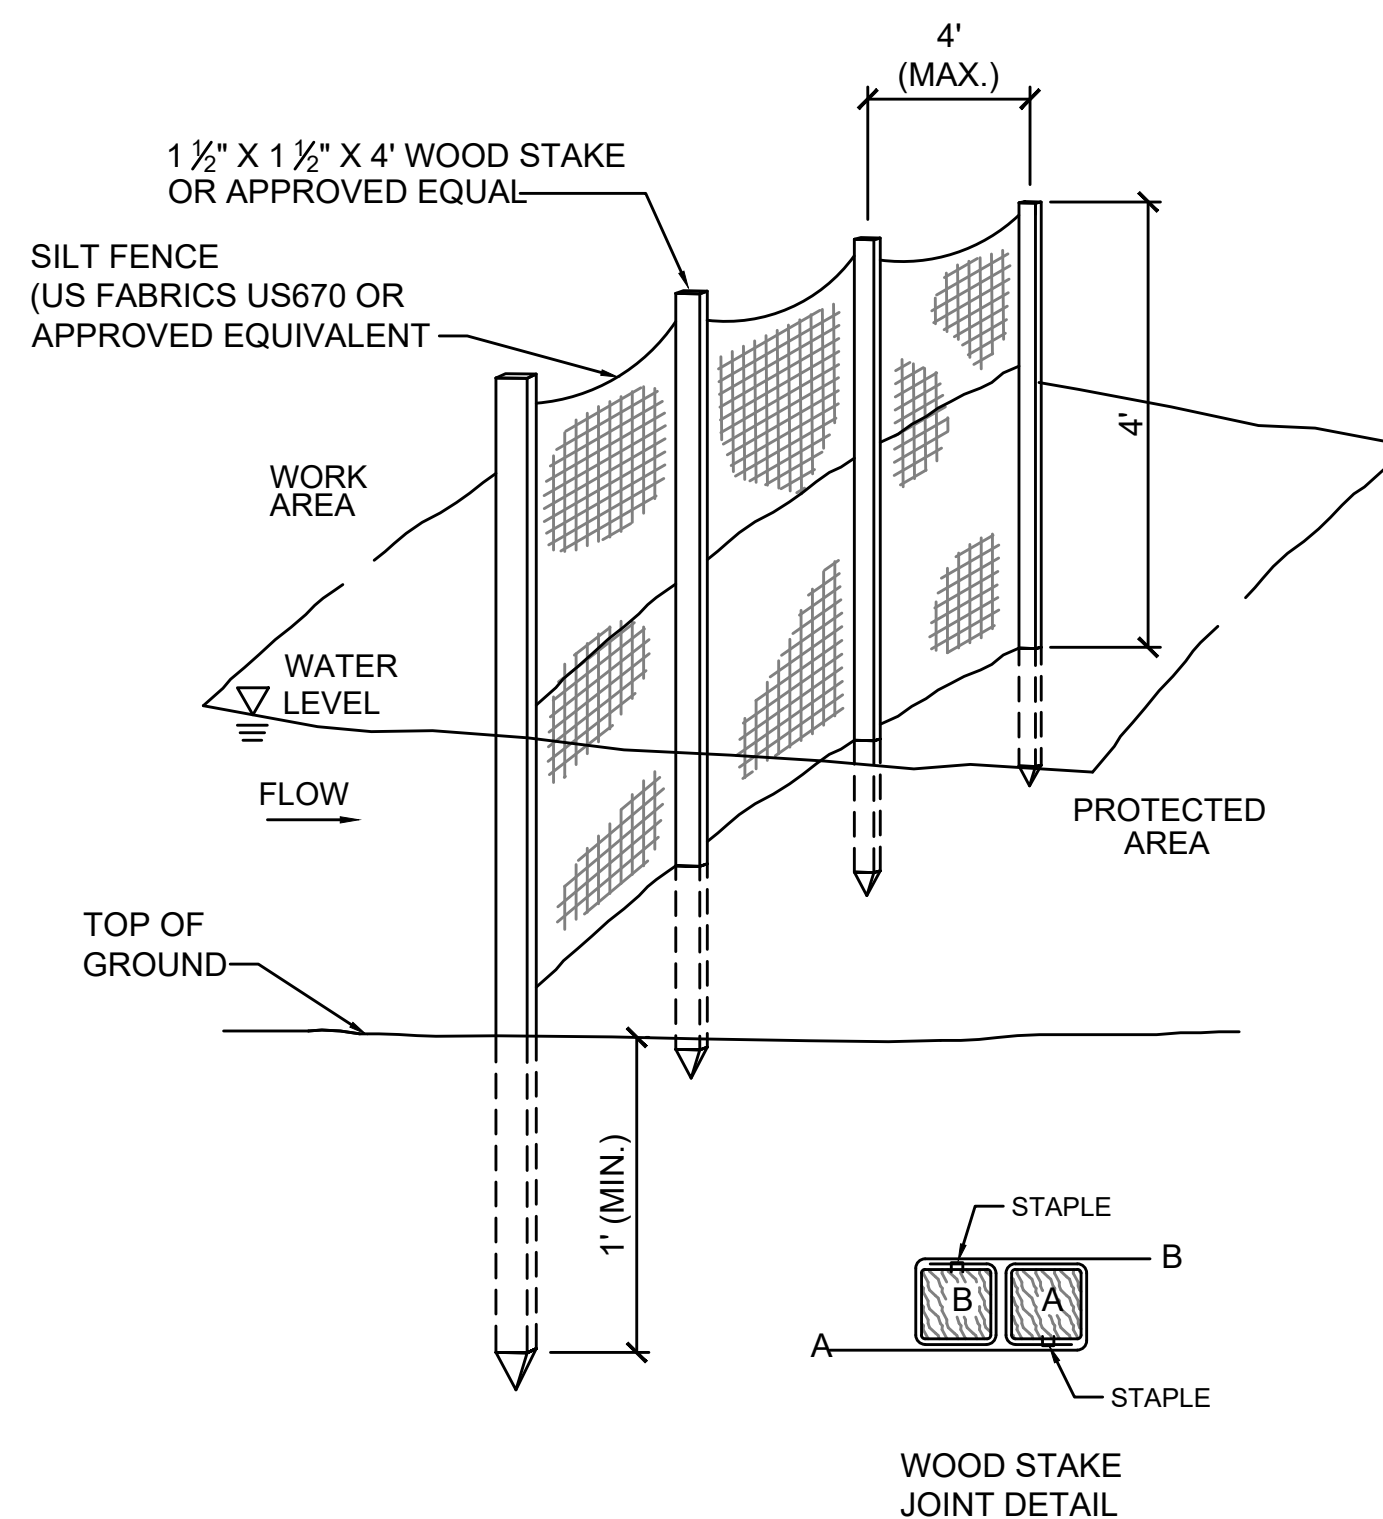 4'
(MAX.)
1 ½" X 1 ½" X 4' WOOD STAKE
OR APPROVED EQUAL
SILT FENCE
(US FABRICS US670 OR
APPROVED EQUIVALENT
WORK
AREA
4'
WATER
LEVEL
FLOW
PROTECTED
AREA
TOP OF
GROUND
1' (MIN.)
STAPLE
B
B
A
A
STAPLE
WOOD STAKE
JOINT DETAIL